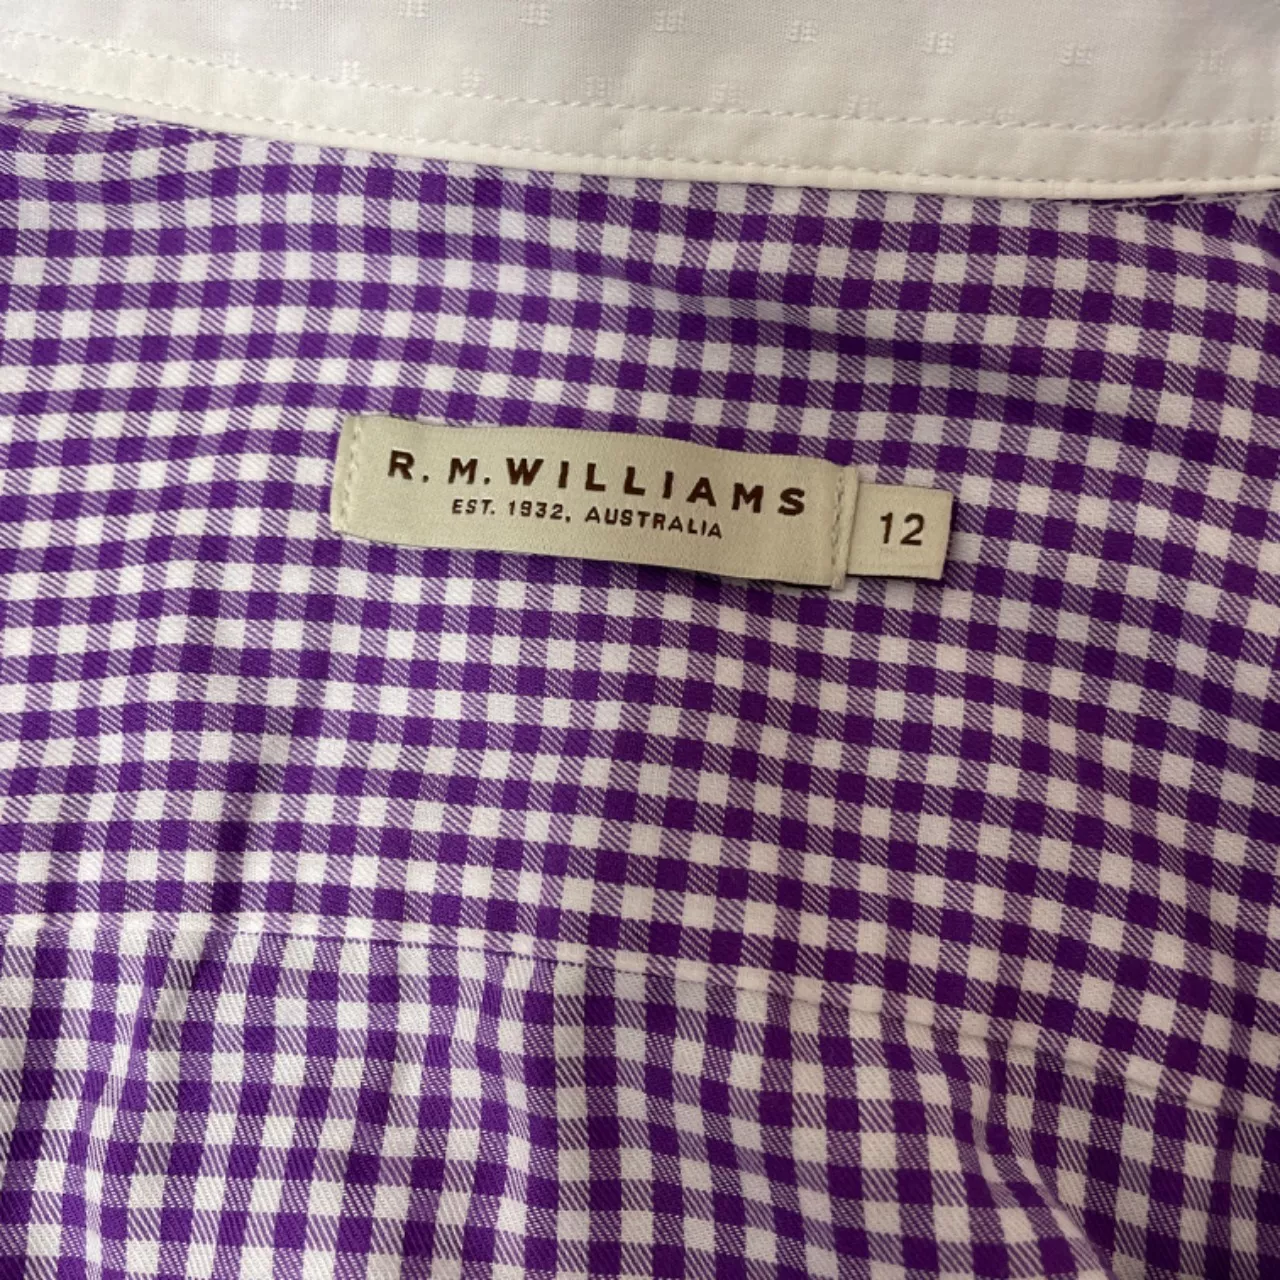 R. M. WILLIAMS
EST. 1932, AUSTRALIA
12